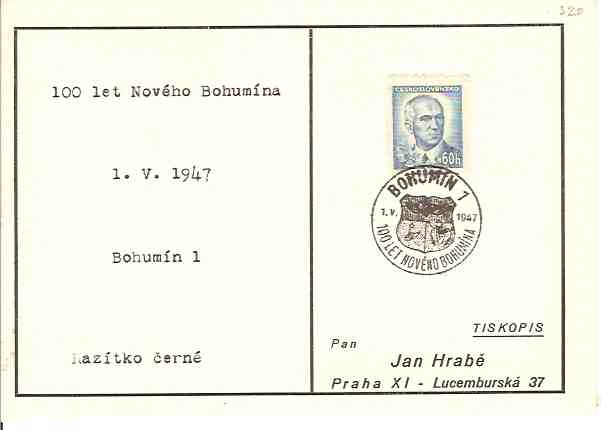 320
100 let Nového Bohumína
1. V. 1947
Bohumín 1
Razítko černé
ČESKOSLOVENSKO
60h
BOHUMÍN 1
1. V. 1947
100 LET NOVÉHO BOHUMÍNA
TISKOPIS
Pan
Jan Hrabě
Praha XI - Lucemburská 37